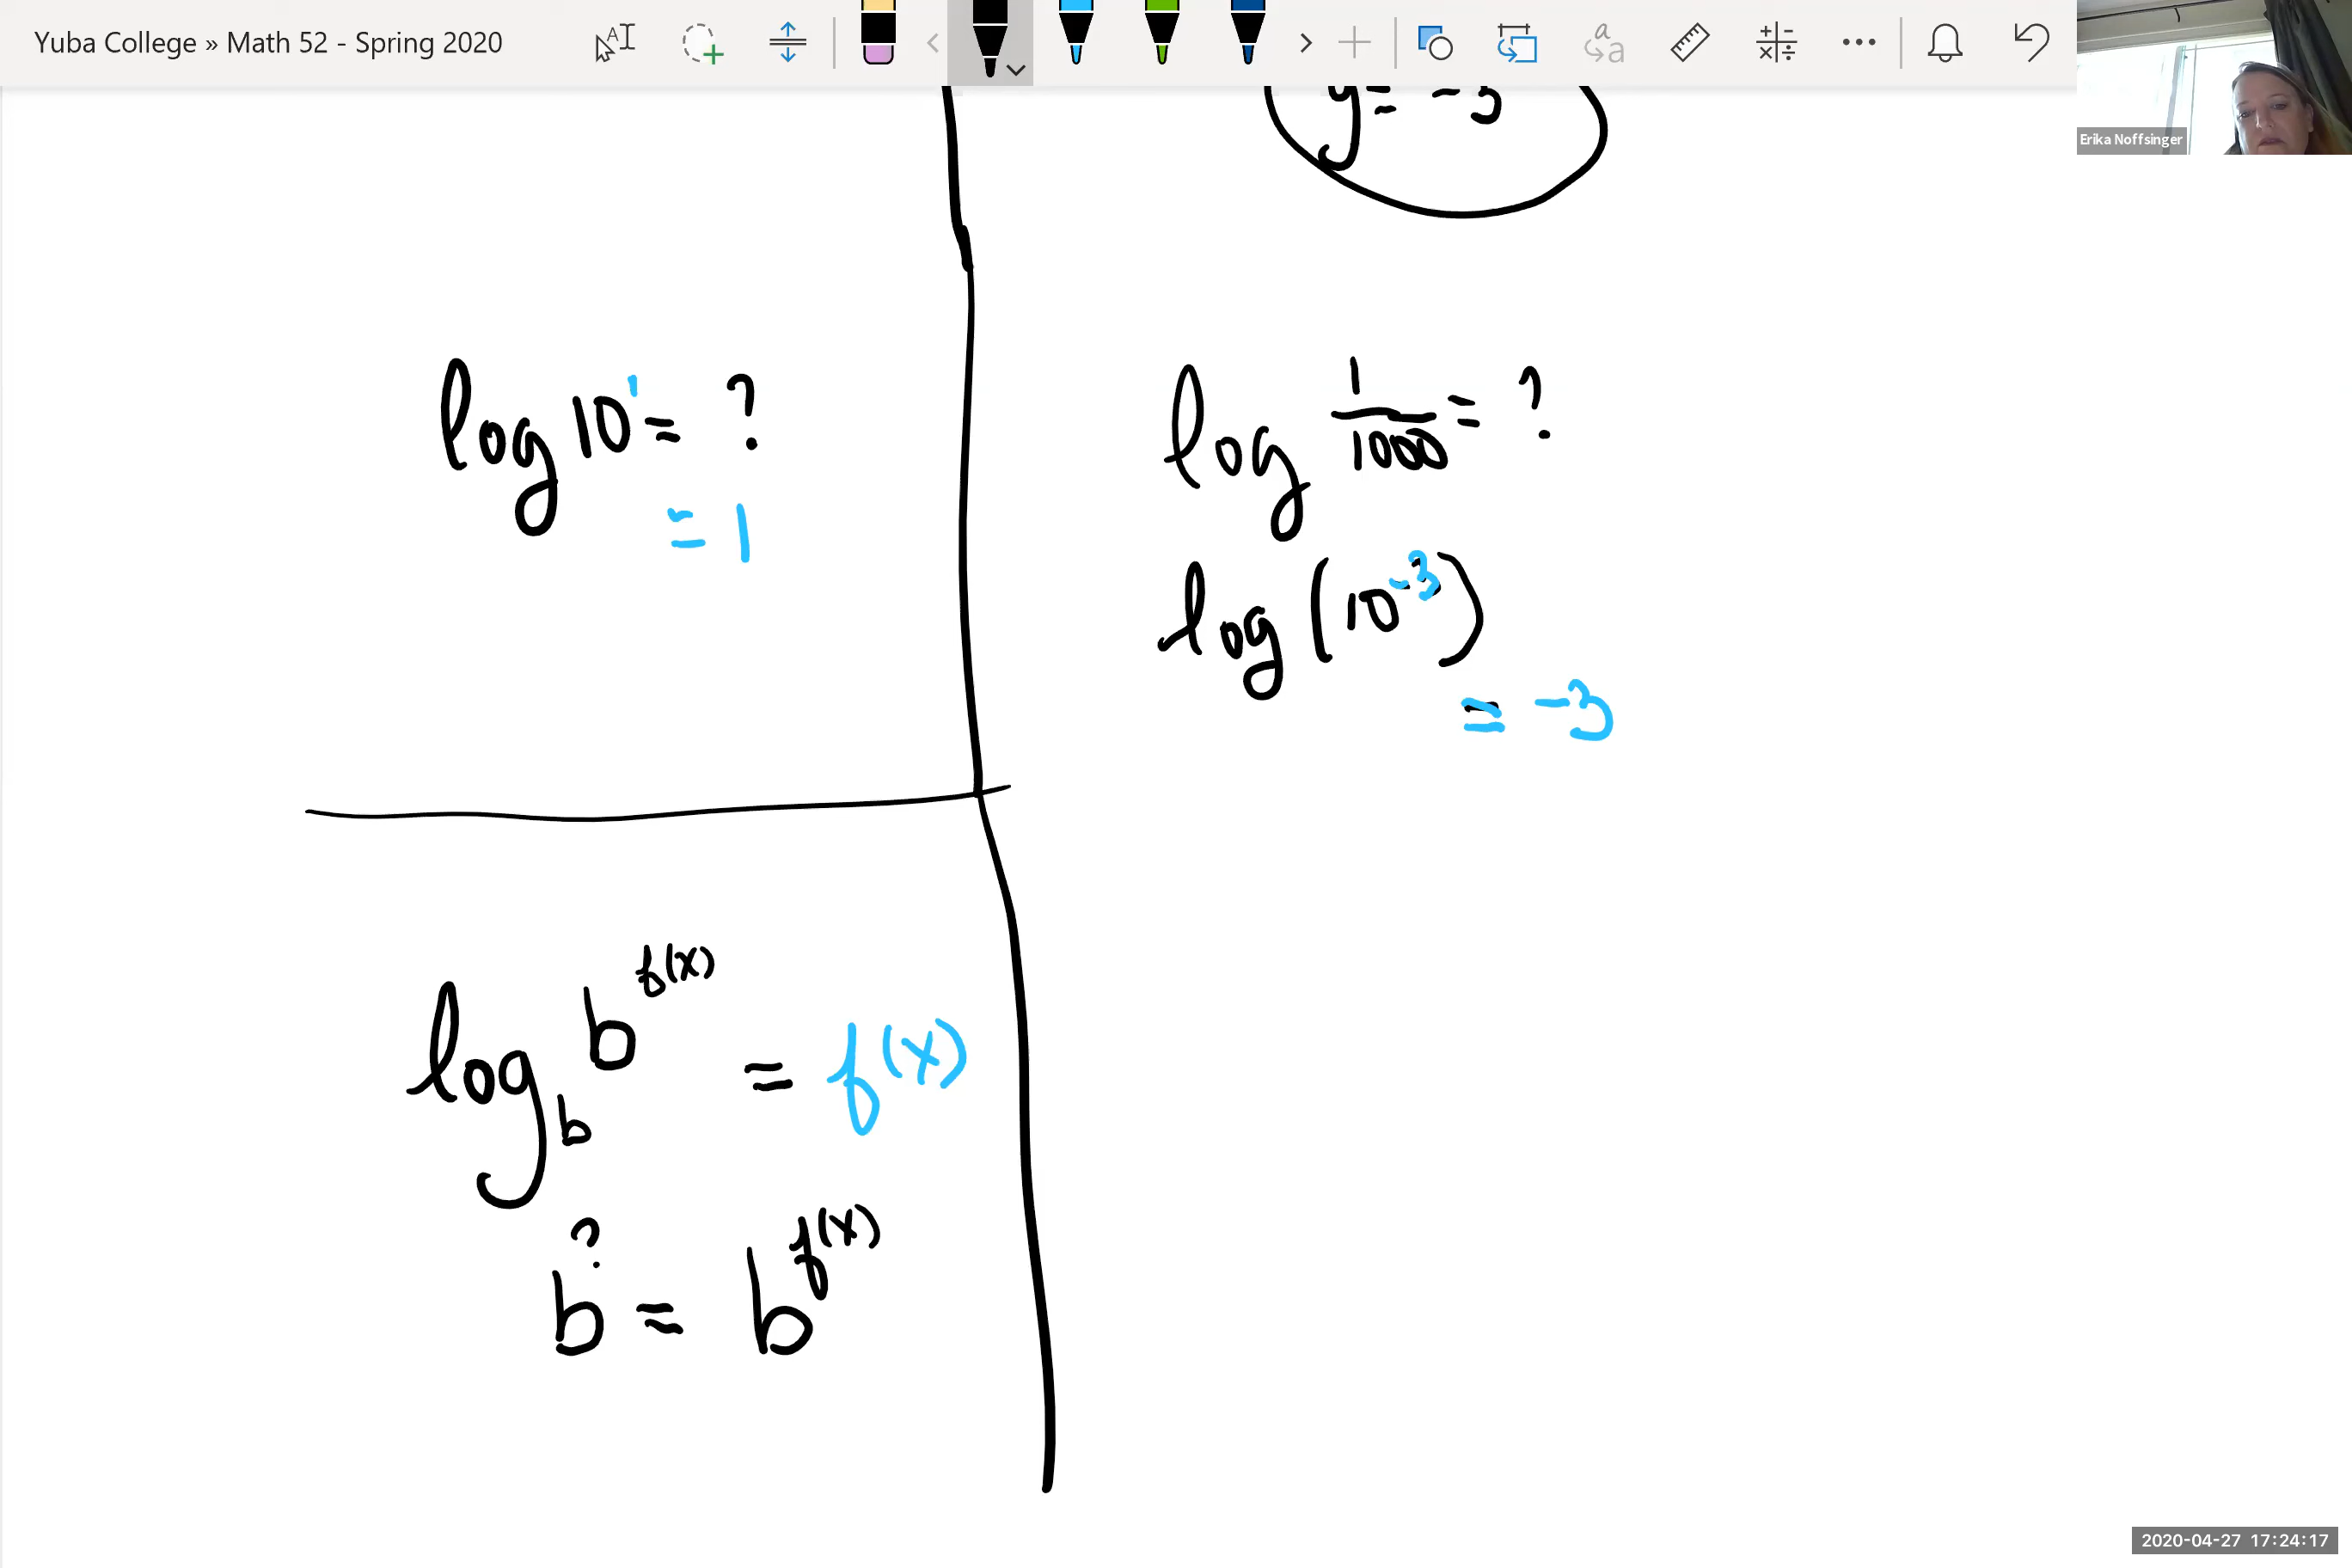 Yuba College » Math 52 - Spring 2020
Erika Noffsinger
y = -3
log 10¹ = ?
= 1
log 1/1000 = ?
log (10⁻³)
= -3
log_b b^f(x) = f(x)
b^? = b^f(x)
2020-04-27 17:24:17